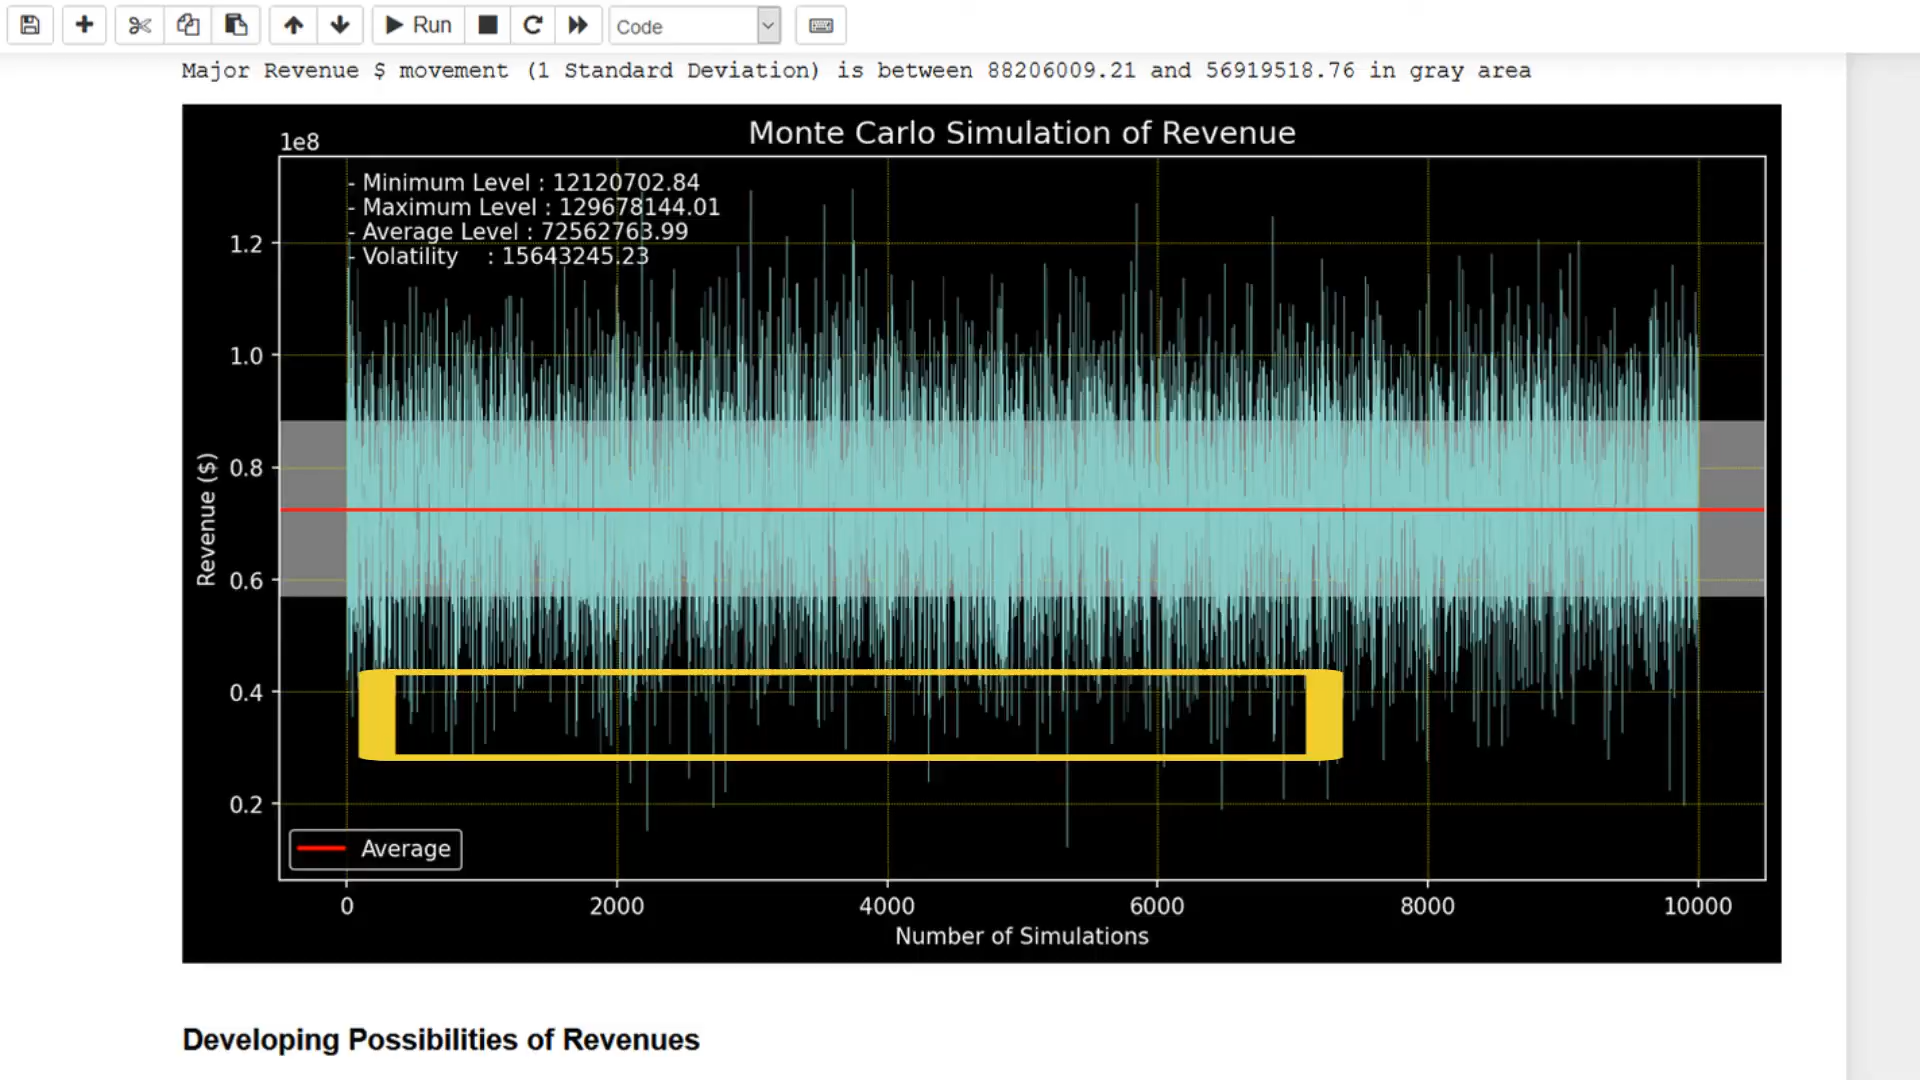 Run
Code
Major Revenue $ movement (1 Standard Deviation) is between 88206009.21 and 56919518.76 in gray area
Monte Carlo Simulation of Revenue
1e8
- Minimum Level : 12120702.84
- Maximum Level : 129678144.01
- Average Level : 72562763.99
- Volatility    : 15643245.23
1.2
1.0
0.8
0.6
0.4
0.2
Revenue ($)
Average
0 2000 4000 6000 8000 10000
Number of Simulations
Developing Possibilities of Revenues